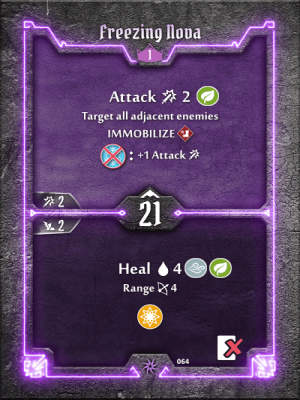 Freezing Nova
1
Attack 2
Target all adjacent enemies
IMMOBILIZE
: +1 Attack
2
21
2
Heal 4
Range 4
064